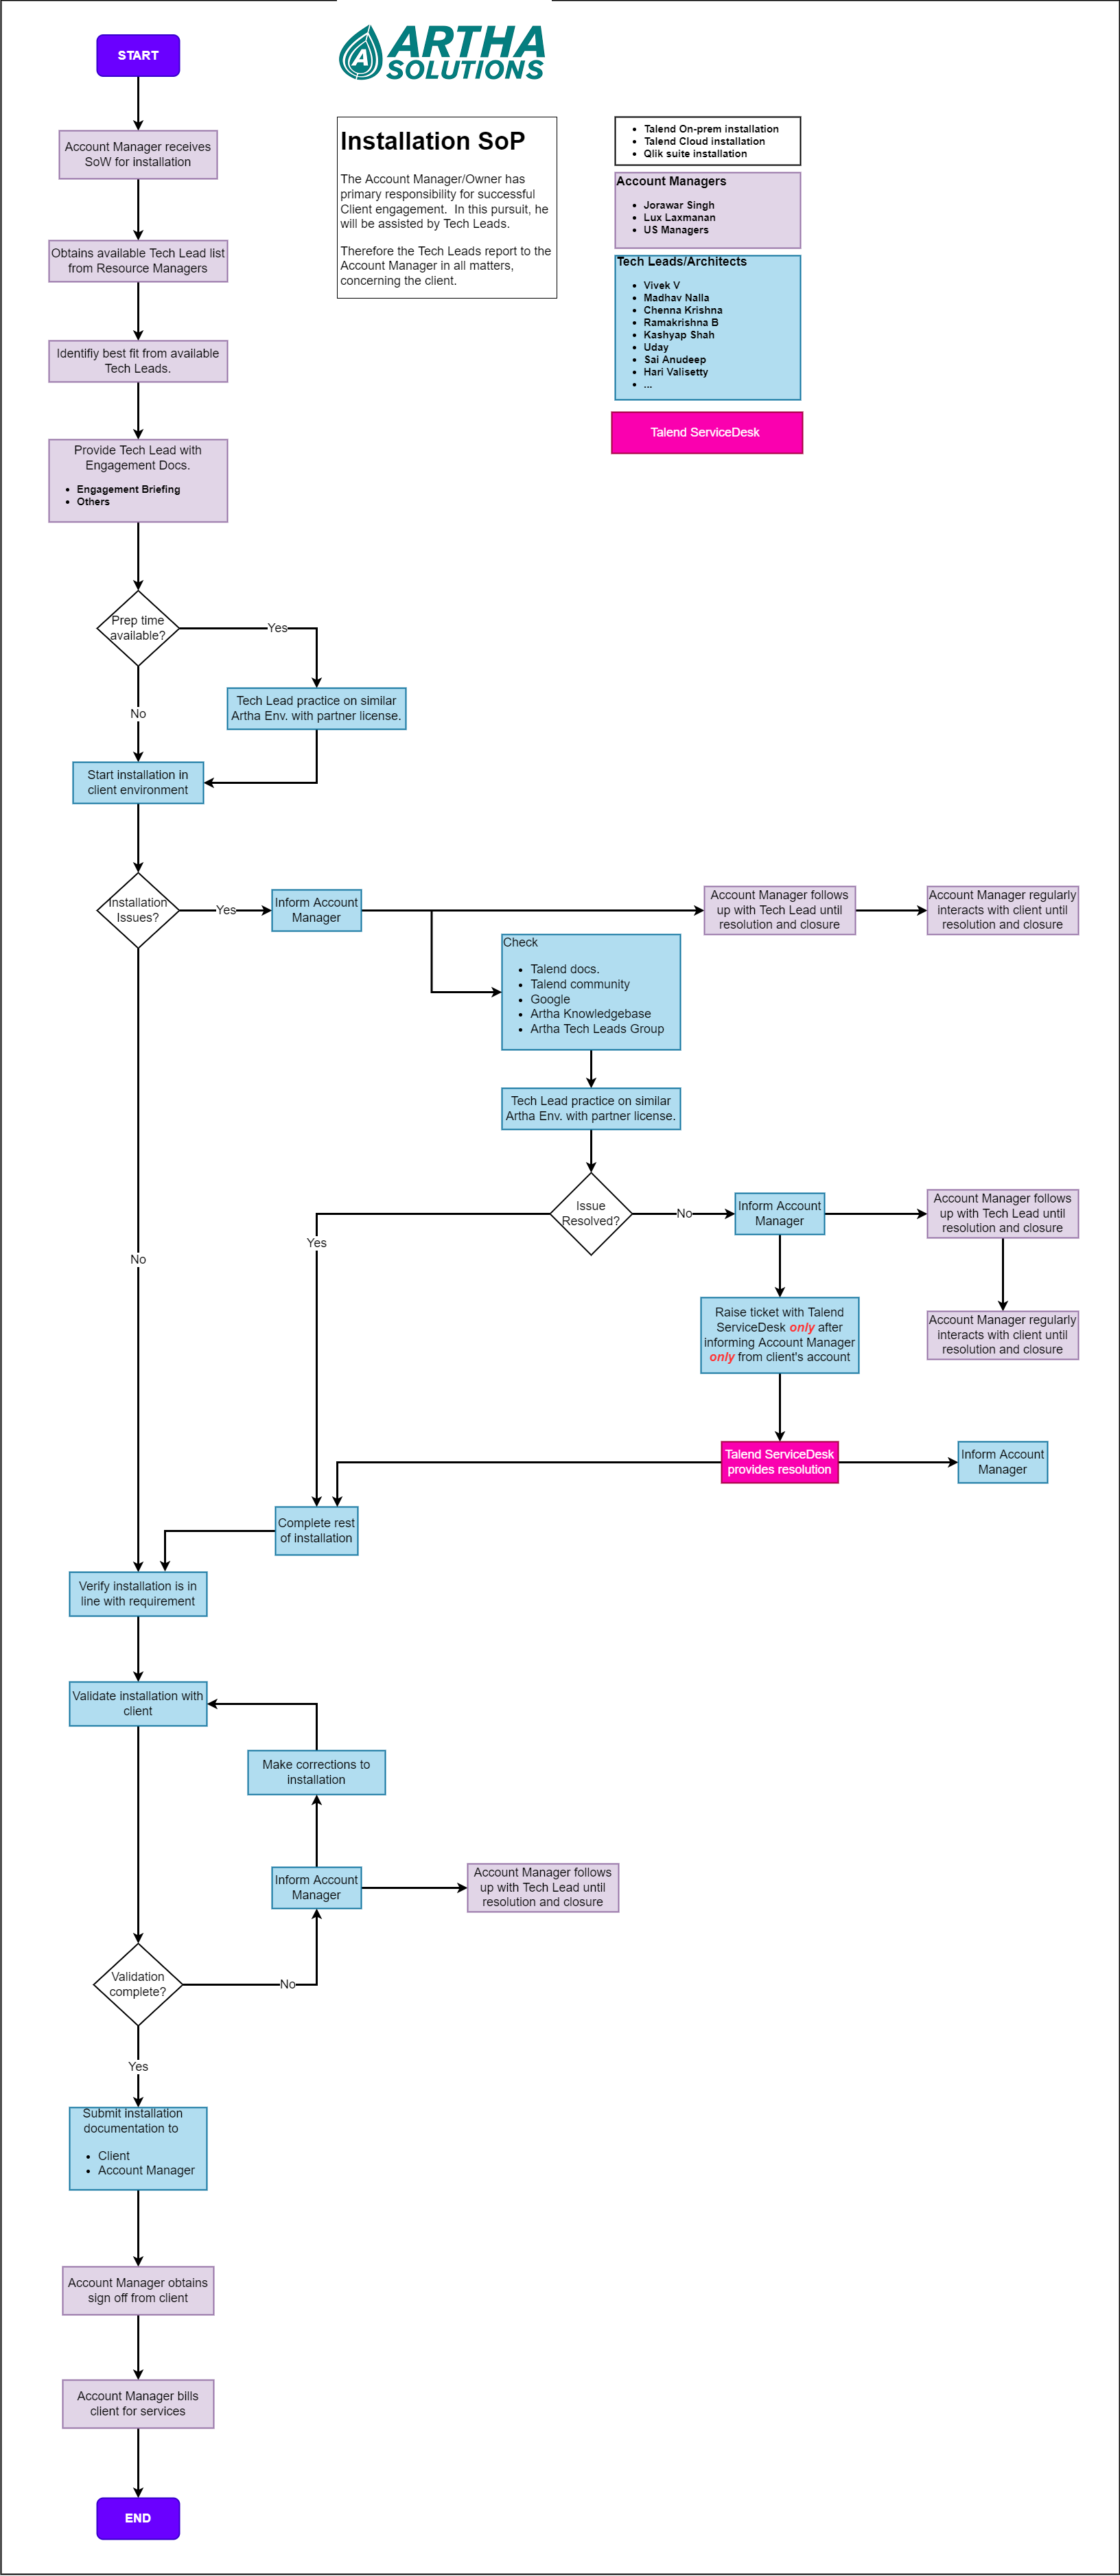 START
ARTHA
SOLUTIONS
A
Account Manager receives
SoW for installation
Obtains available Tech Lead list
from Resource Managers
Identifiy best fit from available
Tech Leads.
Provide Tech Lead with
Engagement Docs.
• Engagement Briefing
• Others
Installation SoP
The Account Manager/Owner has
primary responsibility for successful
Client engagement.  In this pursuit, he
will be assisted by Tech Leads.
Therefore the Tech Leads report to the
Account Manager in all matters,
concerning the client.
• Talend On-prem installation
• Talend Cloud installation
• Qlik suite installation
Account Managers
• Jorawar Singh
• Lux Laxmanan
• US Managers
Tech Leads/Architects
• Vivek V
• Madhav Nalla
• Chenna Krishna
• Ramakrishna B
• Kashyap Shah
• Uday
• Sai Anudeep
• Hari Valisetty
• ...
Talend ServiceDesk
Prep time
available?
Yes
No
Tech Lead practice on similar
Artha Env. with partner license.
Start installation in
client environment
Installation
Issues?
Yes
Inform Account
Manager
Account Manager follows
up with Tech Lead until
resolution and closure
Account Manager regularly
interacts with client until
resolution and closure
Check
• Talend docs.
• Talend community
• Google
• Artha Knowledgebase
• Artha Tech Leads Group
Tech Lead practice on similar
Artha Env. with partner license.
Issue
Resolved?
No
Inform Account
Manager
Account Manager follows
up with Tech Lead until
resolution and closure
Yes
No
Raise ticket with Talend
ServiceDesk only after
informing Account Manager
only from client's account
Account Manager regularly
interacts with client until
resolution and closure
Talend ServiceDesk
provides resolution
Inform Account
Manager
Complete rest
of installation
Verify installation is in
line with requirement
Validate installation with
client
Make corrections to
installation
Inform Account
Manager
Account Manager follows
up with Tech Lead until
resolution and closure
Validation
complete?
No
Yes
Submit installation
documentation to
• Client
• Account Manager
Account Manager obtains
sign off from client
Account Manager bills
client for services
END